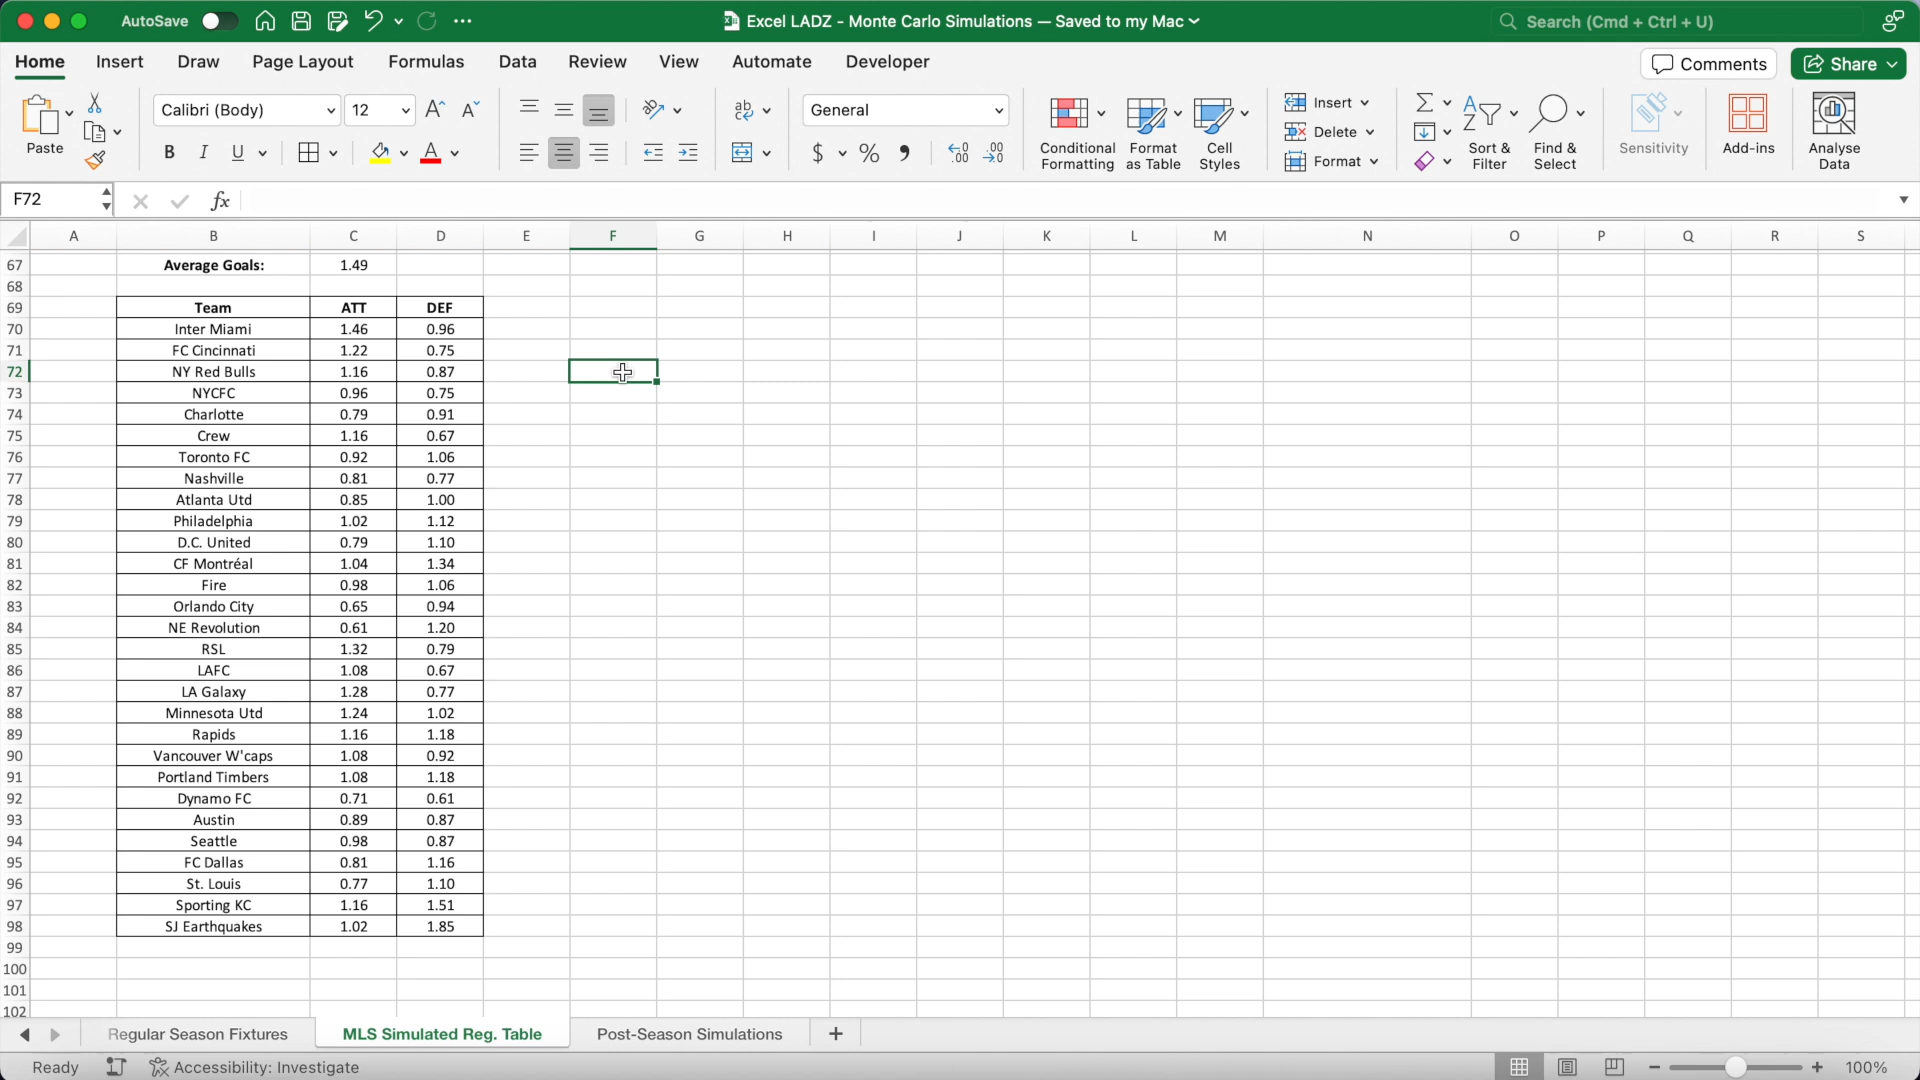 AutoSave
Excel LADZ - Monte Carlo Simulations — Saved to my Mac
Search (Cmd + Ctrl + U)
Home Insert Draw Page Layout Formulas Data Review View Automate Developer
Comments
Share
Paste
Calibri (Body) 12
B I U
General
$ %
Conditional Formatting
Format as Table
Cell Styles
Insert
Delete
Format
Sort & Filter
Find & Select
Sensitivity
Add-ins
Analyse Data
F72 fx
A B C D E F G H I J K L M N O P Q R S
67 Average Goals: 1.49
68
69 Team ATT DEF
70 Inter Miami 1.46 0.96
71 FC Cincinnati 1.22 0.75
72 NY Red Bulls 1.16 0.87
73 NYCFC 0.96 0.75
74 Charlotte 0.79 0.91
75 Crew 1.16 0.67
76 Toronto FC 0.92 1.06
77 Nashville 0.81 0.77
78 Atlanta Utd 0.85 1.00
79 Philadelphia 1.02 1.12
80 D.C. United 0.79 1.10
81 CF Montréal 1.04 1.34
82 Fire 0.98 1.06
83 Orlando City 0.65 0.94
84 NE Revolution 0.61 1.20
85 RSL 1.32 0.79
86 LAFC 1.08 0.67
87 LA Galaxy 1.28 0.77
88 Minnesota Utd 1.24 1.02
89 Rapids 1.16 1.18
90 Vancouver W'caps 1.08 0.92
91 Portland Timbers 1.08 1.18
92 Dynamo FC 0.71 0.61
93 Austin 0.89 0.87
94 Seattle 0.98 0.87
95 FC Dallas 0.81 1.16
96 St. Louis 0.77 1.10
97 Sporting KC 1.16 1.51
98 SJ Earthquakes 1.02 1.85
99
100
101
102
Regular Season Fixtures MLS Simulated Reg. Table Post-Season Simulations +
Ready Accessibility: Investigate 100%